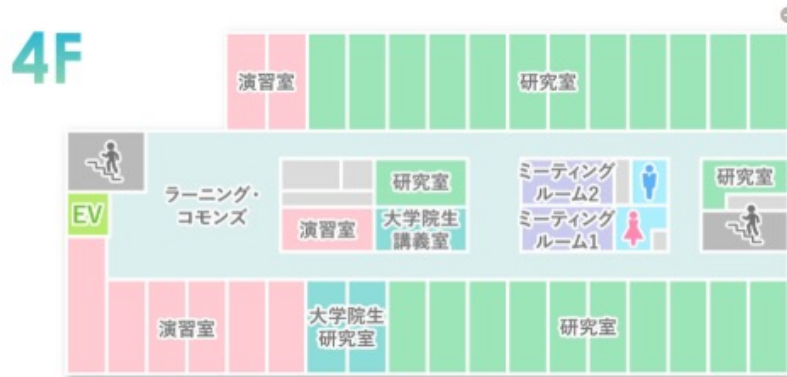 4F
演習室
研究室
ラーニング・
コモンズ
EV
研究室
演習室
大学院生
講義室
ミーティング
ルーム2
ミーティング
ルーム1
研究室
演習室
大学院生
研究室
研究室